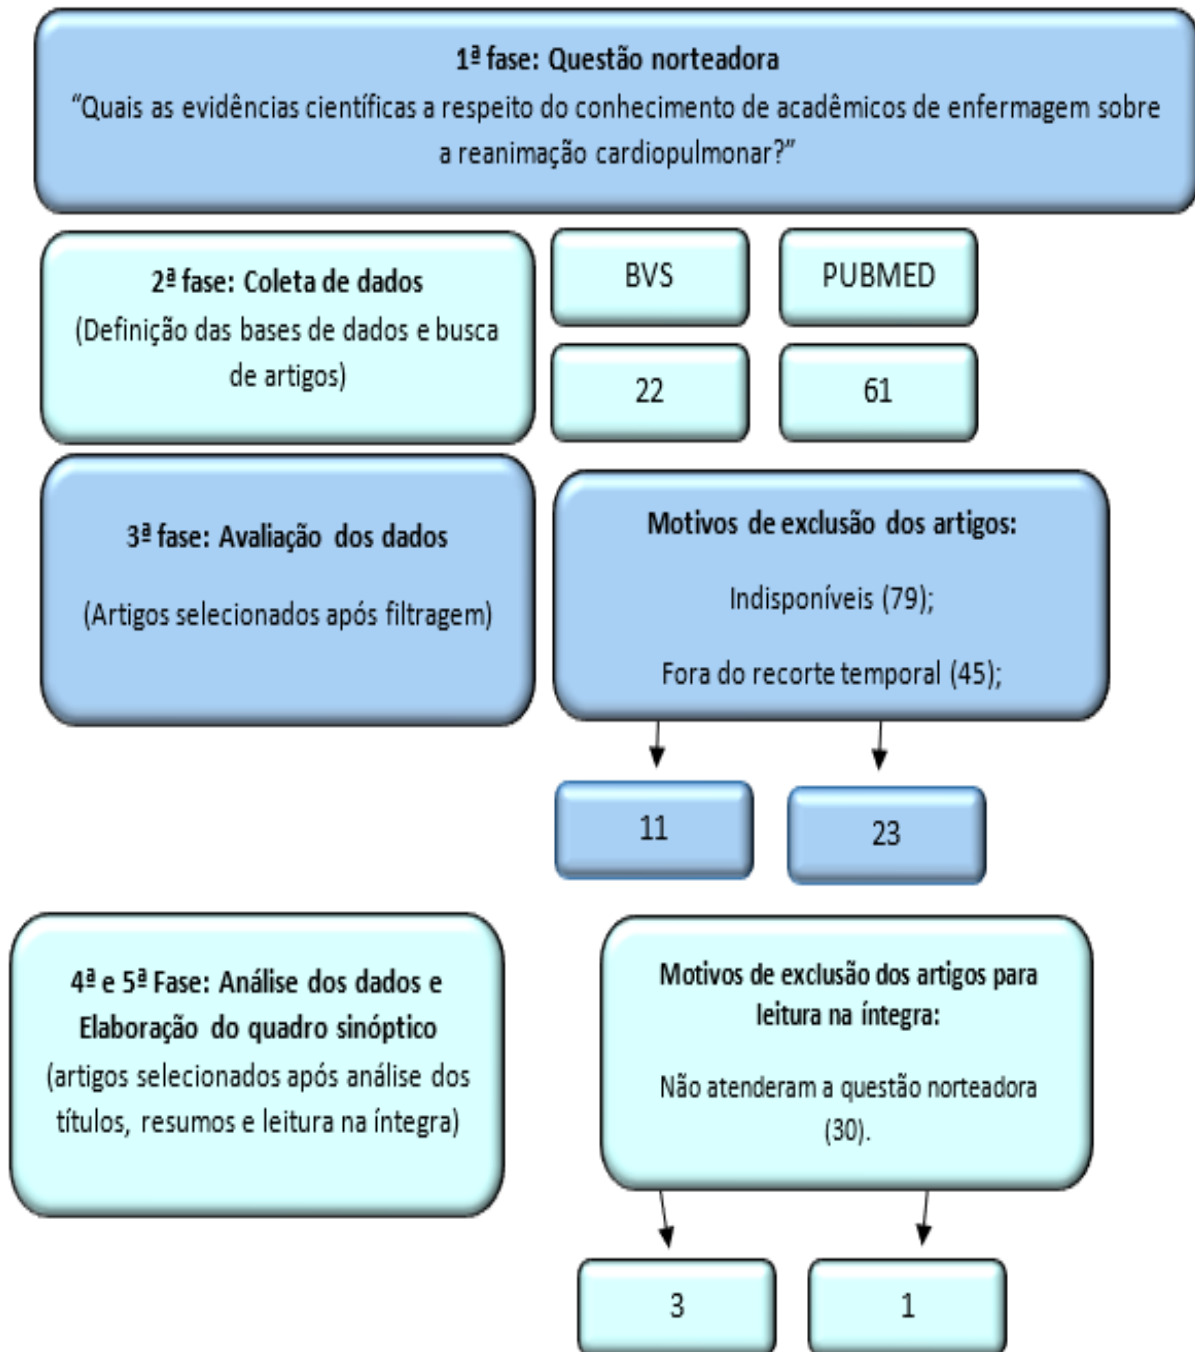 1ª fase: Questão norteadora
“Quais as evidências científicas a respeito do conhecimento de acadêmicos de enfermagem sobre
a reanimação cardiopulmonar?”
2ª fase: Coleta de dados
(Definição das bases de dados e busca
de artigos)
BVS
PUBMED
22
61
3ª fase: Avaliação dos dados
(Artigos selecionados após filtragem)
Motivos de exclusão dos artigos:
Indisponíveis (79);
Fora do recorte temporal (45);
11
23
4ª e 5ª Fase: Análise dos dados e
Elaboração do quadro sinóptico
(artigos selecionados após análise dos
títulos, resumos e leitura na íntegra)
Motivos de exclusão dos artigos para
leitura na íntegra:
Não atenderam a questão norteadora
(30).
3
1